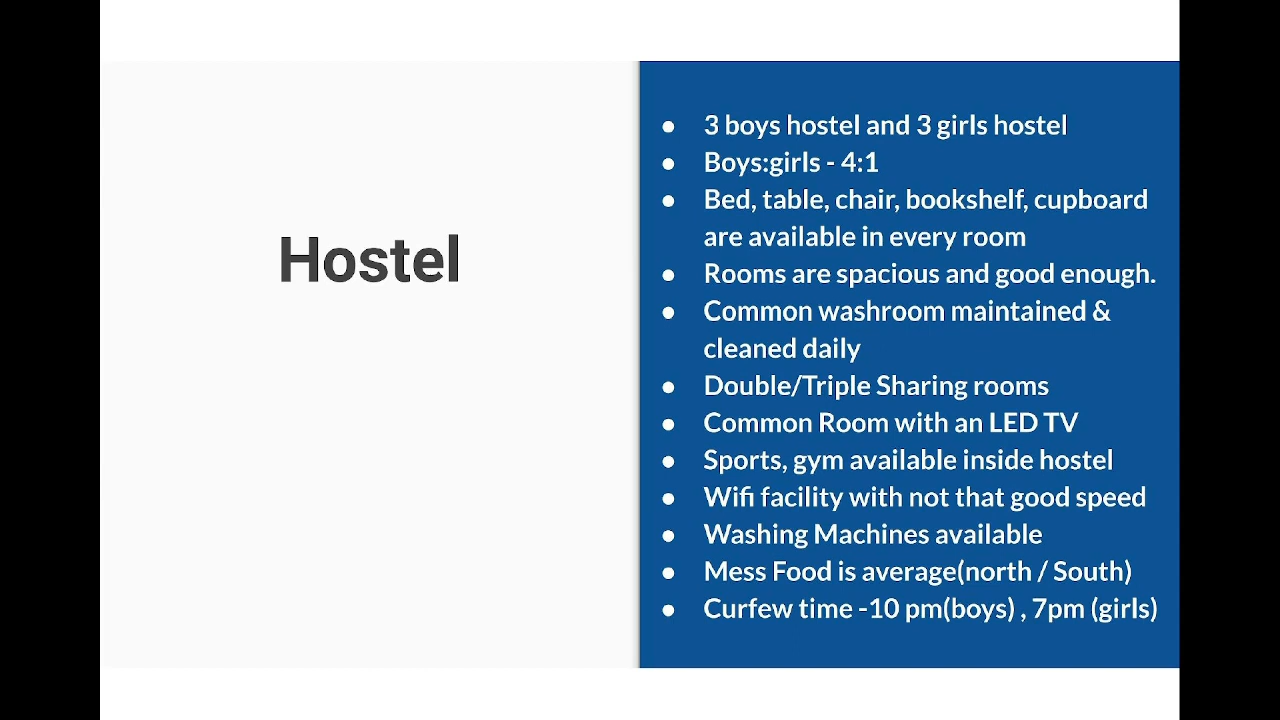 Hostel
● 3 boys hostel and 3 girls hostel
● Boys:girls - 4:1
● Bed, table, chair, bookshelf, cupboard
are available in every room
● Rooms are spacious and good enough.
● Common washroom maintained &
cleaned daily
● Double/Triple Sharing rooms
● Common Room with an LED TV
● Sports, gym available inside hostel
● Wifi facility with not that good speed
● Washing Machines available
● Mess Food is average(north / South)
● Curfew time -10 pm(boys) , 7pm (girls)